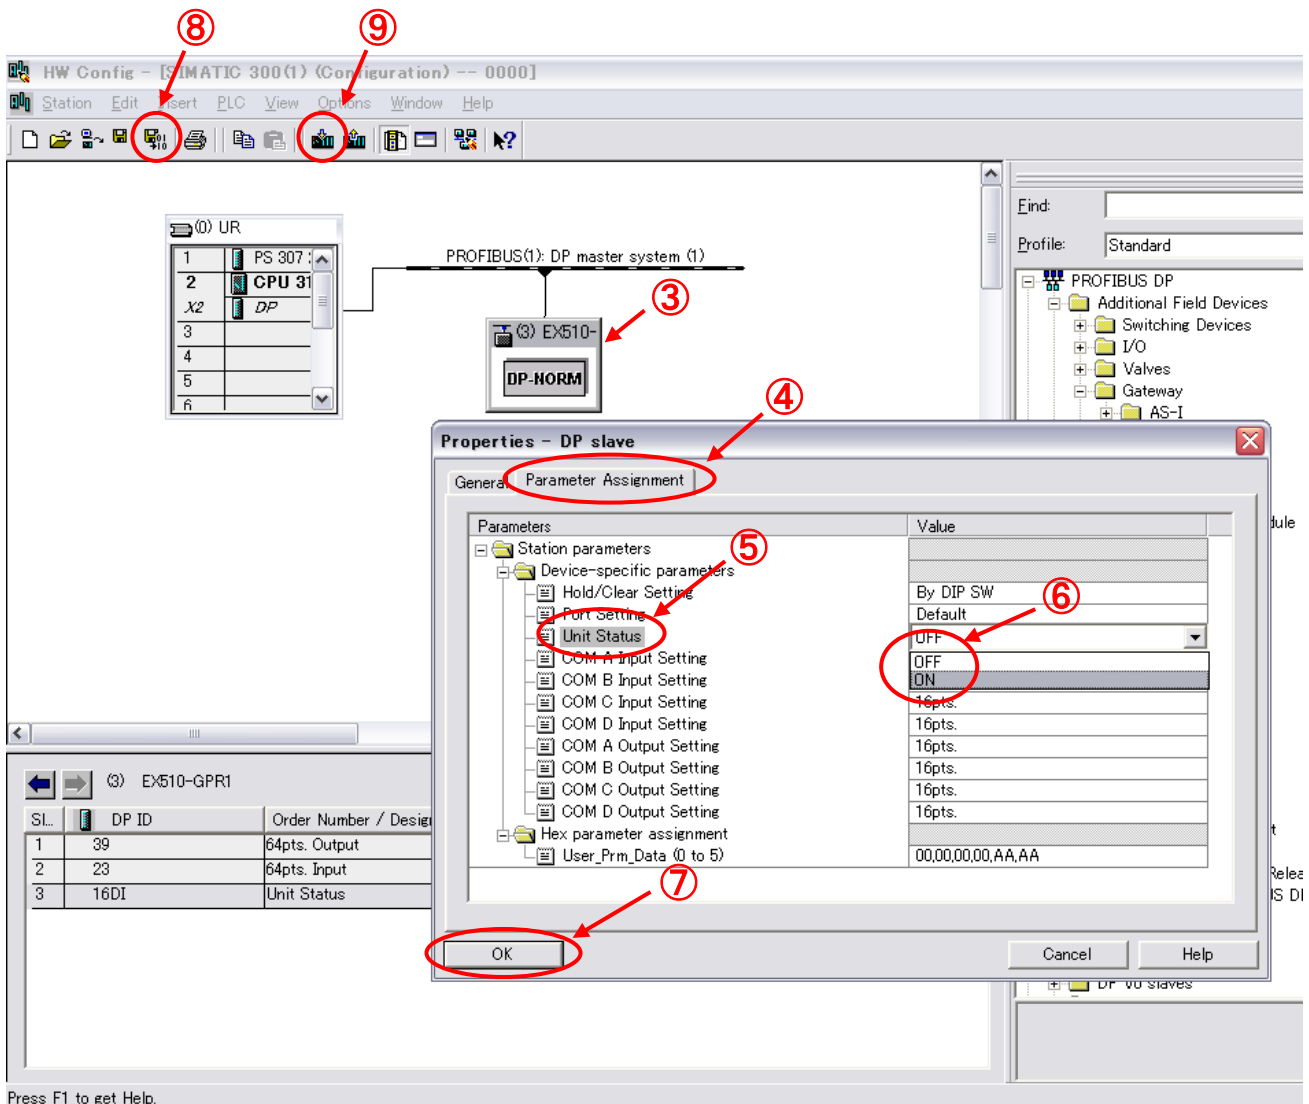 ⑧ ⑨
HW Config - [SIMATIC 300(1) (Configuration) -- 0000]
Station Edit Insert PLC View Options Window Help
(0) UR
1 PS 307
2 CPU 31
X2 DP
3
4
5
6
PROFIBUS(1): DP master system (1)
③
(3) EX510-
DP-NORM
Find:
Profile: Standard
PROFIBUS DP
Additional Field Devices
Switching Devices
I/O
Valves
Gateway
AS-I
④
Properties - DP slave
General Parameter Assignment
Parameters Value
Station parameters
⑤
Device-specific parameters
Hold/Clear Setting By DIP SW
⑥
Port Setting Default
Unit Status OFF
OFF
ON
COM A Input Setting
COM B Input Setting
COM C Input Setting 16pts.
COM D Input Setting 16pts.
COM A Output Setting 16pts.
COM B Output Setting 16pts.
COM C Output Setting 16pts.
COM D Output Setting 16pts.
Hex parameter assignment
User_Prm_Data (0 to 5) 00,00,00,00,AA,AA
⑦
OK Cancel Help
dule
t
Relea
IS DI
DP V0 slaves
(3) EX510-GPR1
Sl... DP ID Order Number / Desig
1 39 64pts. Output
2 23 64pts. Input
3 16DI Unit Status
Press F1 to get Help.